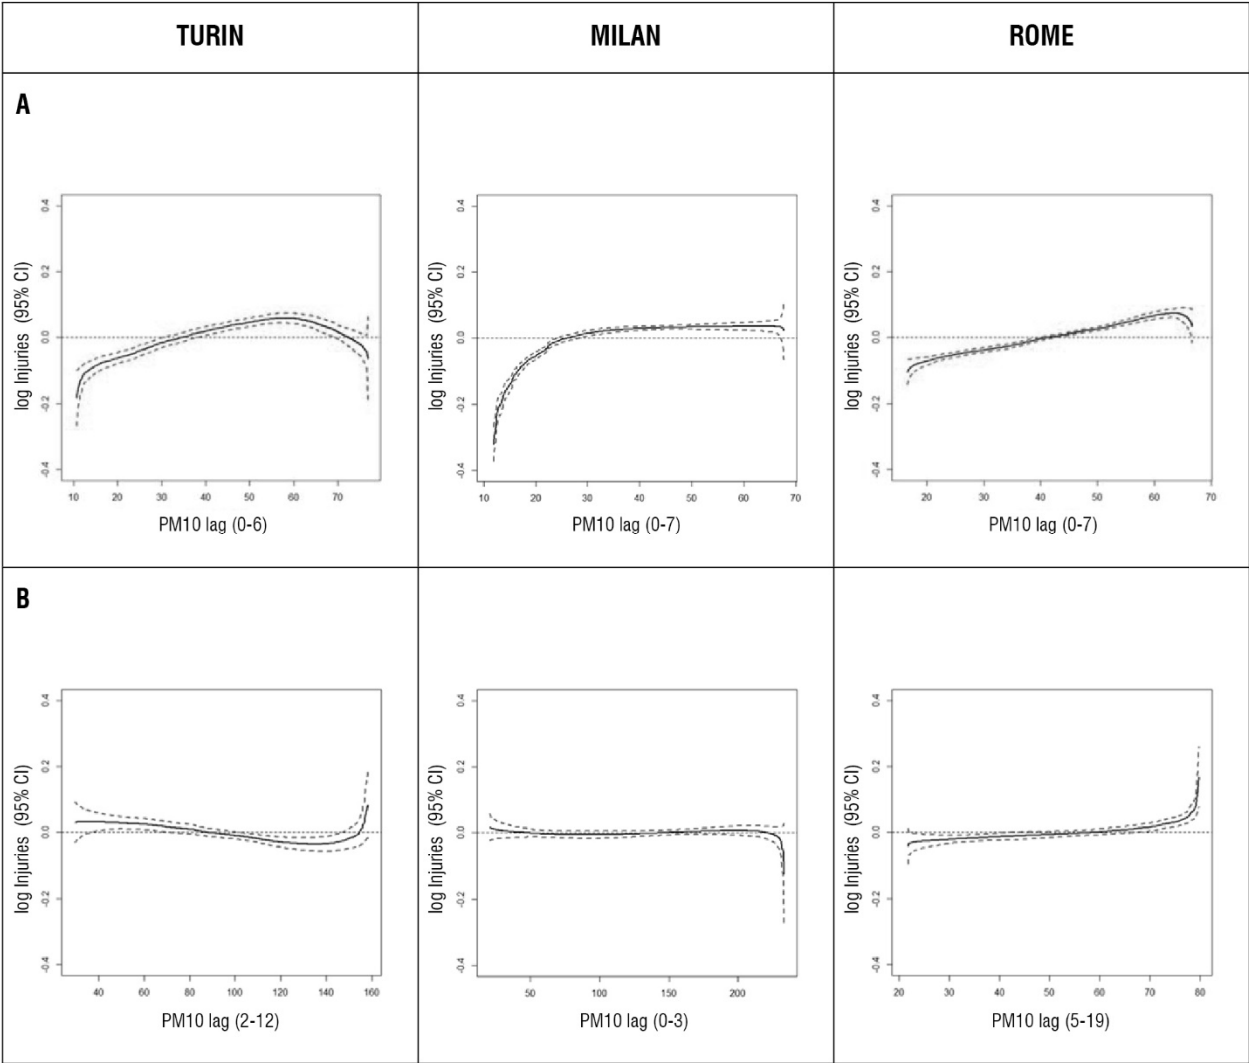 TURIN MILAN ROME
A
log Injuries (95% CI)
0.4
0.2
0.0
-0.2
-0.4
10 20 30 40 50 60 70
PM10 lag (0-6)
log Injuries (95% CI)
0.4
0.2
0.0
-0.2
-0.4
10 20 30 40 50 60 70
PM10 lag (0-7)
log Injuries (95% CI)
0.4
0.2
0.0
-0.2
-0.4
20 30 40 50 60 70
PM10 lag (0-7)
B
log Injuries (95% CI)
0.4
0.2
0.0
-0.2
-0.4
40 60 80 100 120 140 160
PM10 lag (2-12)
log Injuries (95% CI)
0.4
0.2
0.0
-0.2
-0.4
50 100 150 200
PM10 lag (0-3)
log Injuries (95% CI)
0.4
0.2
0.0
-0.2
-0.4
20 30 40 50 60 70 80
PM10 lag (5-19)